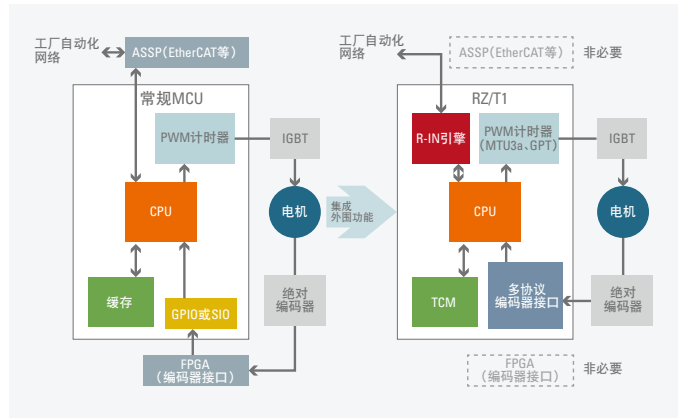 工厂自动化
网络
ASSP(EtherCAT等)
常规MCU
PWM计时器
IGBT
CPU
电机
缓存
GPIO或SIO
绝对
编码器
FPGA
（编码器接口）
集成
外围功能
工厂自动化
网络
ASSP(EtherCAT等)
非必要
RZ/T1
R-IN引擎
PWM计时器
（MTU3a、GPT）
IGBT
CPU
电机
TCM
多协议
编码器接口
绝对
编码器
FPGA
（编码器接口）
非必要